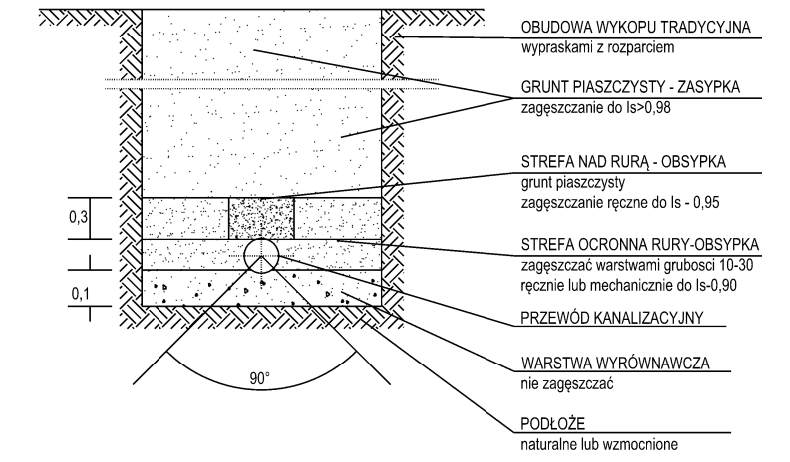 OBUDOWA WYKOPU TRADYCYJNA
wypraskami z rozparciem
GRUNT PIASZCZYSTY - ZASYPKA
zagęszczanie do Is>0,98
STREFA NAD RURĄ - OBSYPKA
grunt piaszczysty
zagęszczanie ręczne do Is - 0,95
0,3
STREFA OCRONNA RURY-OBSYPKA
zagęszczać warstwami grubosci 10-30
ręcznie lub mechanicznie do Is-0,90
0,1
PRZEWÓD KANALIZACYJNY
WARSTWA WYRÓWNAWCZA
nie zagęszczać
90°
PODŁOŻE
naturalne lub wzmocnione